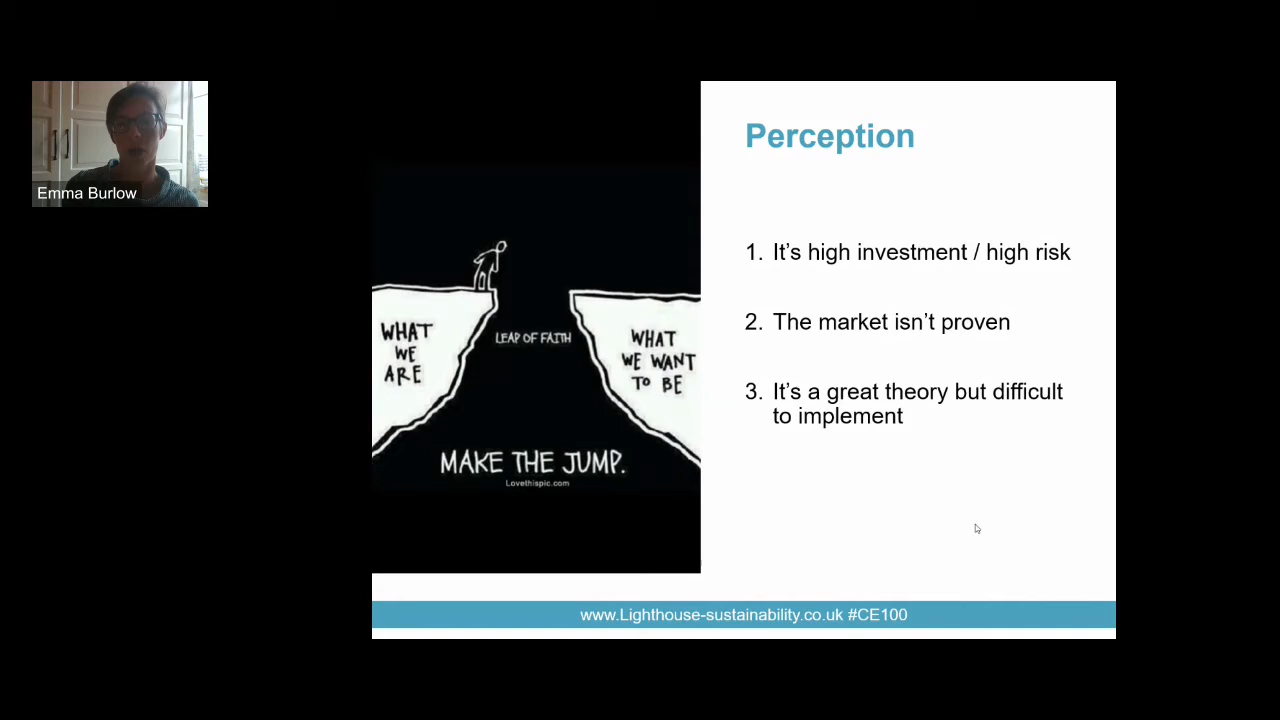 Emma Burlow
Perception
1. It's high investment / high risk
2. The market isn't proven
3. It's a great theory but difficult
to implement
WHAT
WE
ARE
LEAP OF FAITH
WHAT
WE WANT
TO BE
MAKE THE JUMP.
Lovethispic.com
www.Lighthouse-sustainability.co.uk #CE100